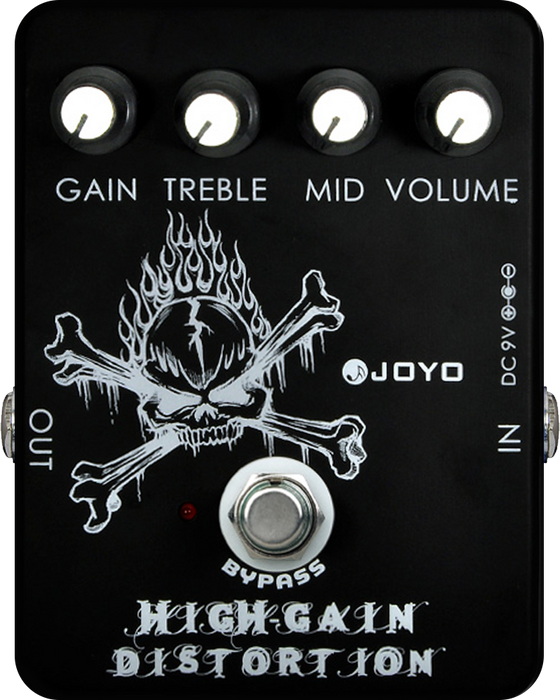 GAIN TREBLE MID VOLUME
DC 9V
JOYO
OUT
IN
BYPASS
HIGH-GAIN
DISTORTION